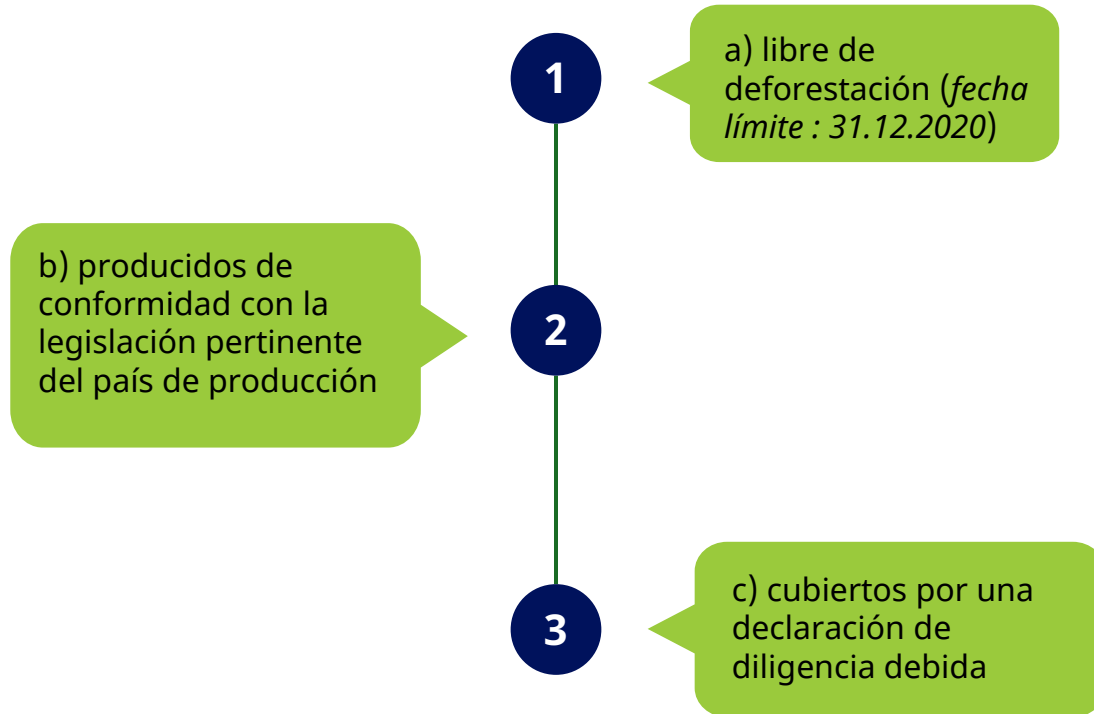 1
a) libre de
deforestación (fecha
límite : 31.12.2020)
b) producidos de
conformidad con la
legislación pertinente
del país de producción
2
3
c) cubiertos por una
declaración de
diligencia debida